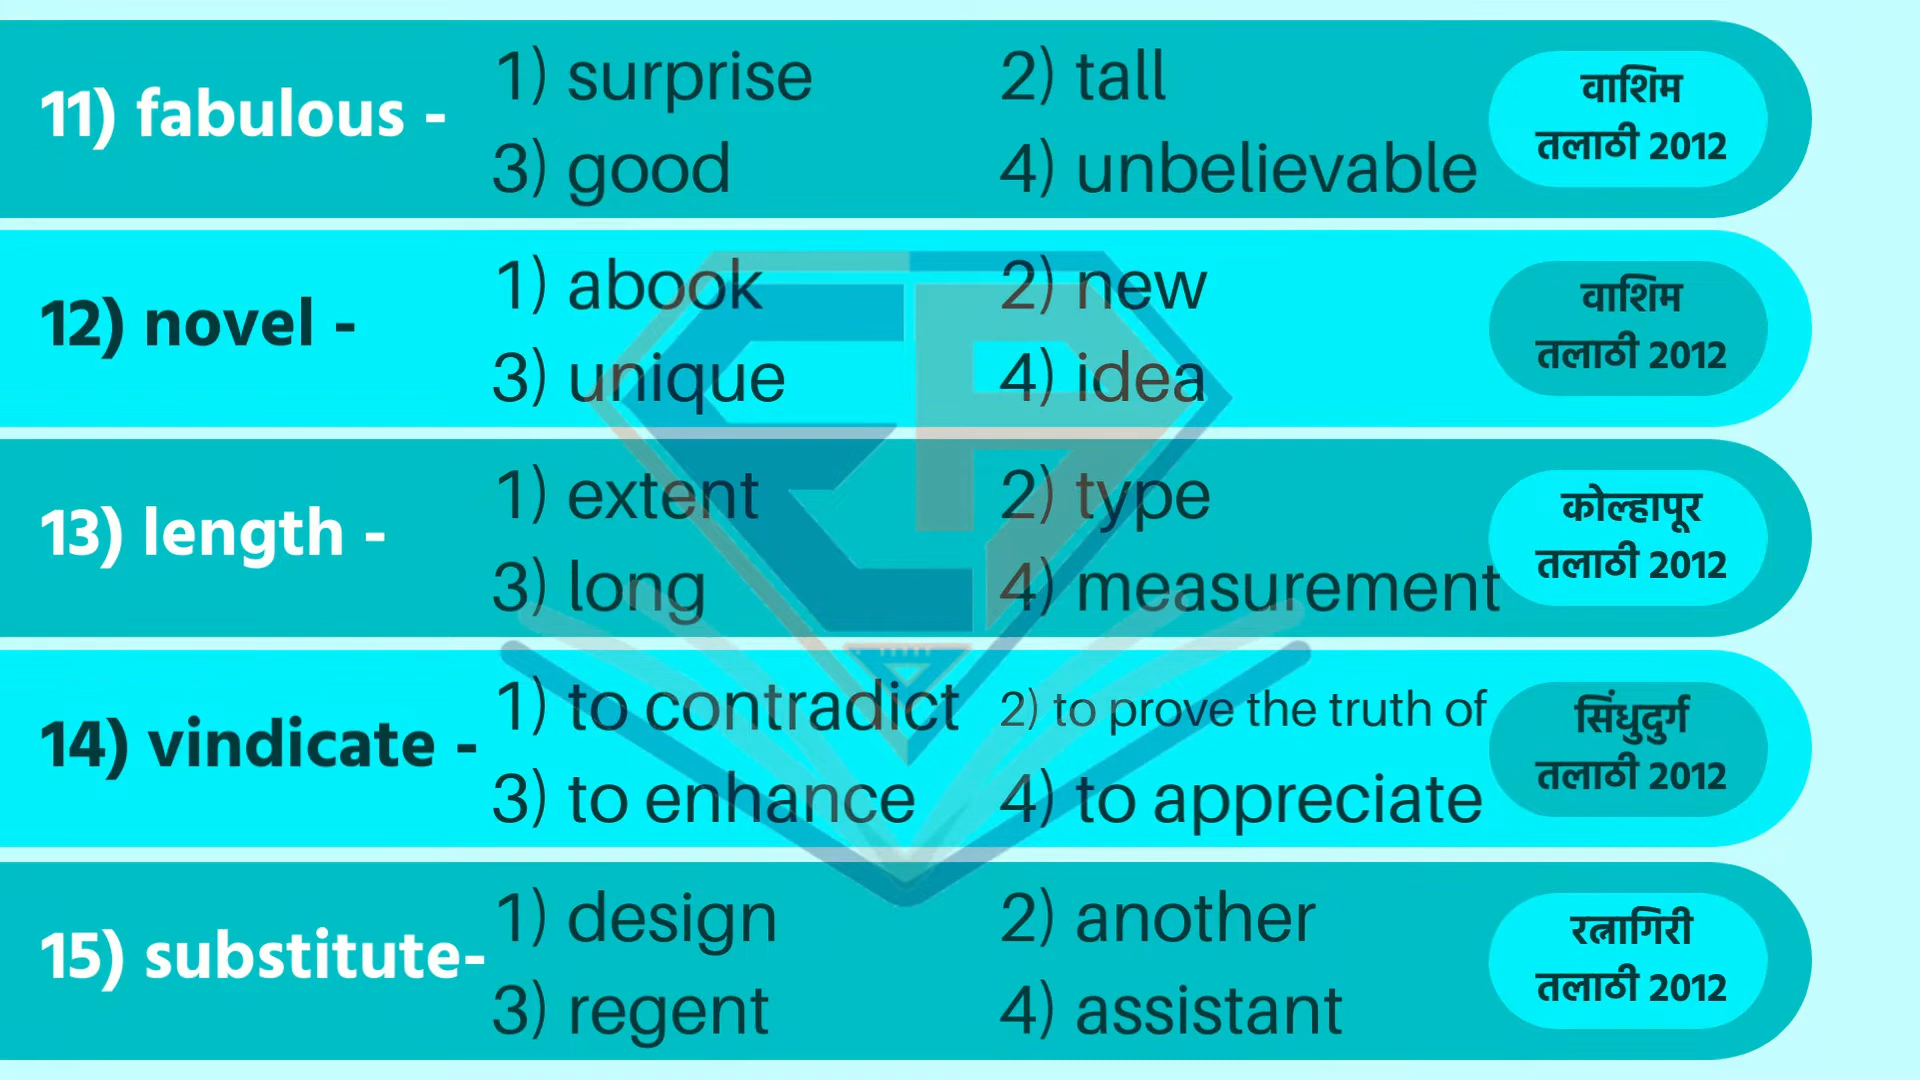 11) fabulous -
1) surprise
2) tall
3) good
4) unbelievable
वाशिम
तलाठी 2012
12) novel -
1) abook
2) new
3) unique
4) idea
वाशिम
तलाठी 2012
13) length -
1) extent
2) type
3) long
4) measurement
कोल्हापूर
तलाठी 2012
14) vindicate -
1) to contradict
2) to prove the truth of
3) to enhance
4) to appreciate
सिंधुदुर्ग
तलाठी 2012
15) substitute-
1) design
2) another
3) regent
4) assistant
रत्नागिरी
तलाठी 2012